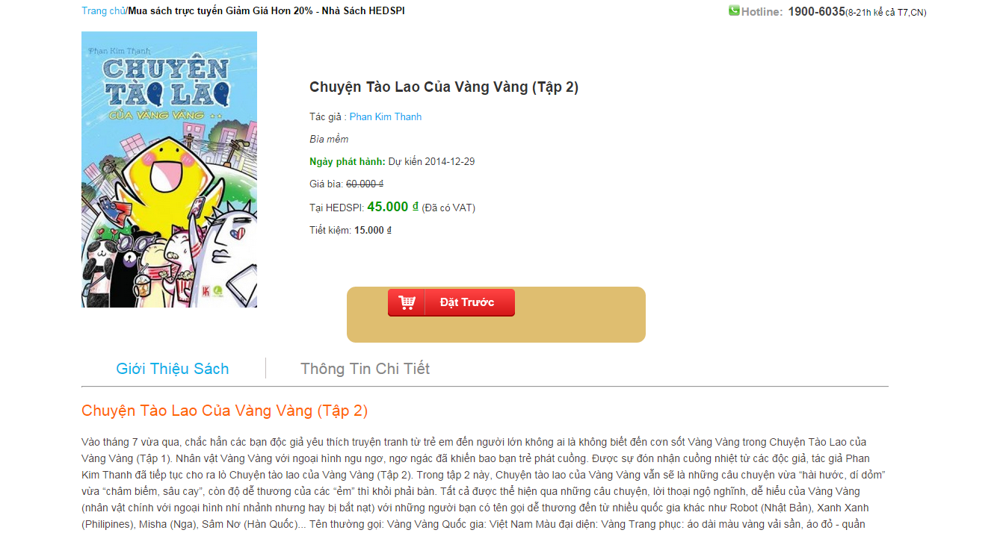 Trang chủ/Mua sách trực tuyến Giảm Giá Hơn 20% - Nhà Sách HEDSPI
Hotline: 1900-6035(8-21h kể cả T7,CN)
Phan Kim Thanh
CHUYỆN
TÀO LAO
CỦA VÀNG VÀNG
Chuyện Tào Lao Của Vàng Vàng (Tập 2)
Tác giả : Phan Kim Thanh
Bìa mềm
Ngày phát hành: Dự kiến 2014-12-29
Giá bìa: 60.000 ₫
Tại HEDSPI: 45.000 ₫ (Đã có VAT)
Tiết kiệm: 15.000 ₫
Đặt Trước
Giới Thiệu Sách
Thông Tin Chi Tiết
Chuyện Tào Lao Của Vàng Vàng (Tập 2)
Vào tháng 7 vừa qua, chắc hẳn các bạn độc giả yêu thích truyện tranh từ trẻ em đến người lớn không ai là không biết đến cơn sốt Vàng Vàng trong Chuyện Tào Lao của
Vàng Vàng (Tập 1). Nhân vật Vàng Vàng với ngoại hình ngu ngơ, ngơ ngác đã khiến bao bạn trẻ phát cuồng. Được sự đón nhận cuồng nhiệt từ các độc giả, tác giả Phan
Kim Thanh đã tiếp tục cho ra lò Chuyện tào lao của Vàng Vàng (Tập 2). Trong tập 2 này, Chuyện tào lao của Vàng Vàng vẫn sẽ là những câu chuyện vừa “hài hước, dí dỏm”
vừa “châm biếm, sâu cay”, còn độ dễ thương của các “ẻm” thì khỏi phải bàn. Tất cả được thể hiện qua những câu chuyện, lời thoại ngộ nghĩnh, dễ hiểu của Vàng Vàng
(nhân vật chính với ngoại hình nhí nhảnh nhưng hay bị bắt nạt) với những người bạn có tên gọi dễ thương đến từ nhiều quốc gia khác như Robot (Nhật Bản), Xanh Xanh
(Philipines), Misha (Nga), Sâm Nơ (Hàn Quốc)... Tên thường gọi: Vàng Vàng Quốc gia: Việt Nam Màu đại diện: Vàng Trang phục: áo dài màu vàng vải sần, áo đỏ - quần